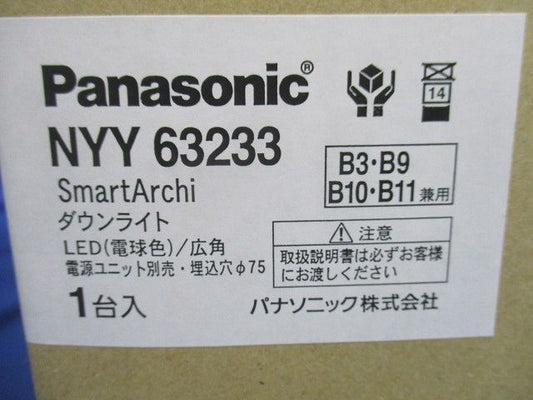 Panasonic®
14
NYY 63233
B3・B9
B10・B11兼用
SmartArchi
ダウンライト
LED(電球色)/広角
電源ユニット別売・埋込穴φ75
1台入
注意
取扱説明書は必ずお客様
にお渡しください
パナソニック株式会社